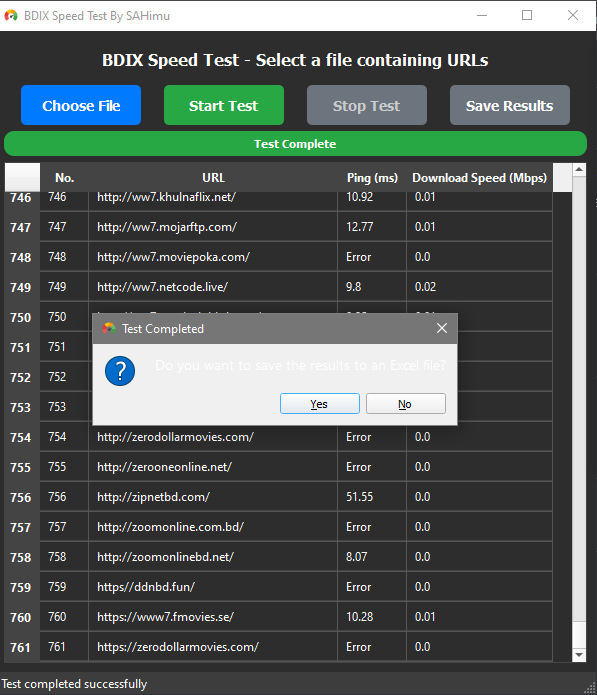 BDIX Speed Test By SAHimu
BDIX Speed Test - Select a file containing URLs
Choose File Start Test Stop Test Save Results
Test Complete
No. URL Ping (ms) Download Speed (Mbps)
746 746 http://ww7.khulnaflix.net/ 10.92 0.01
747 747 http://ww7.mojarftp.com/ 12.77 0.01
748 748 http://ww7.moviepoka.com/ Error 0.0
749 749 http://ww7.netcode.live/ 9.8 0.02
750 750
Test Completed
751 751
Do you want to save the results to an Excel file?
752 752
753 753
Yes No
754 754 http://zerodollarmovies.com/ Error 0.0
755 755 http://zerooneonline.net/ Error 0.0
756 756 http://zipnetbd.com/ 51.55 0.0
757 757 http://zoomonline.com.bd/ Error 0.0
758 758 http://zoomonlinebd.net/ 8.07 0.0
759 759 https//ddnbd.fun/ Error 0.0
760 760 https://www7.fmovies.se/ 10.28 0.01
761 761 https://zerodollarmovies.com/ Error 0.0
Test completed successfully